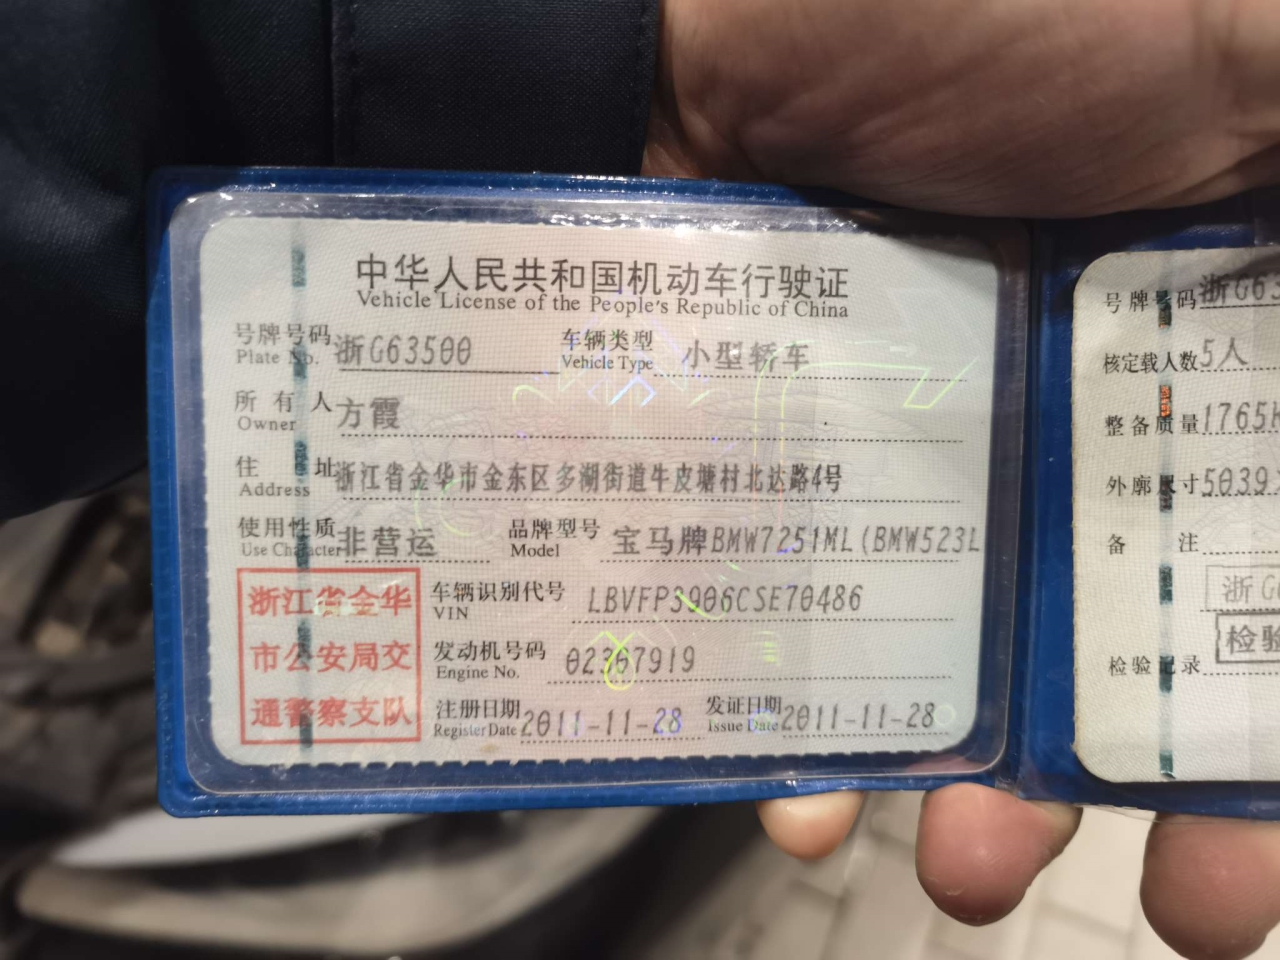 中华人民共和国机动车行驶证
Vehicle License of the People's Republic of China
号牌号码 浙G63500 车辆类型 小型轿车
Plate No. Vehicle Type
所有人 方霞
Owner
住址 浙江省金华市金东区多湖街道牛皮塘村北达路4号
Address
使用性质 非营运 品牌型号 宝马牌BMW7251ML(BMW523L
Use Character Model
浙江省金华
市公安局交
通警察支队
车辆识别代号 LBVFP3906CSE70486
VIN
发动机号码 02367919
Engine No.
注册日期 2011-11-28 发证日期 2011-11-28
Register Date Issue Date
号牌号码 浙G63
核定载人数 5人
整备质量 1765
外廓尺寸 5039
备注
浙G
检验
检验记录